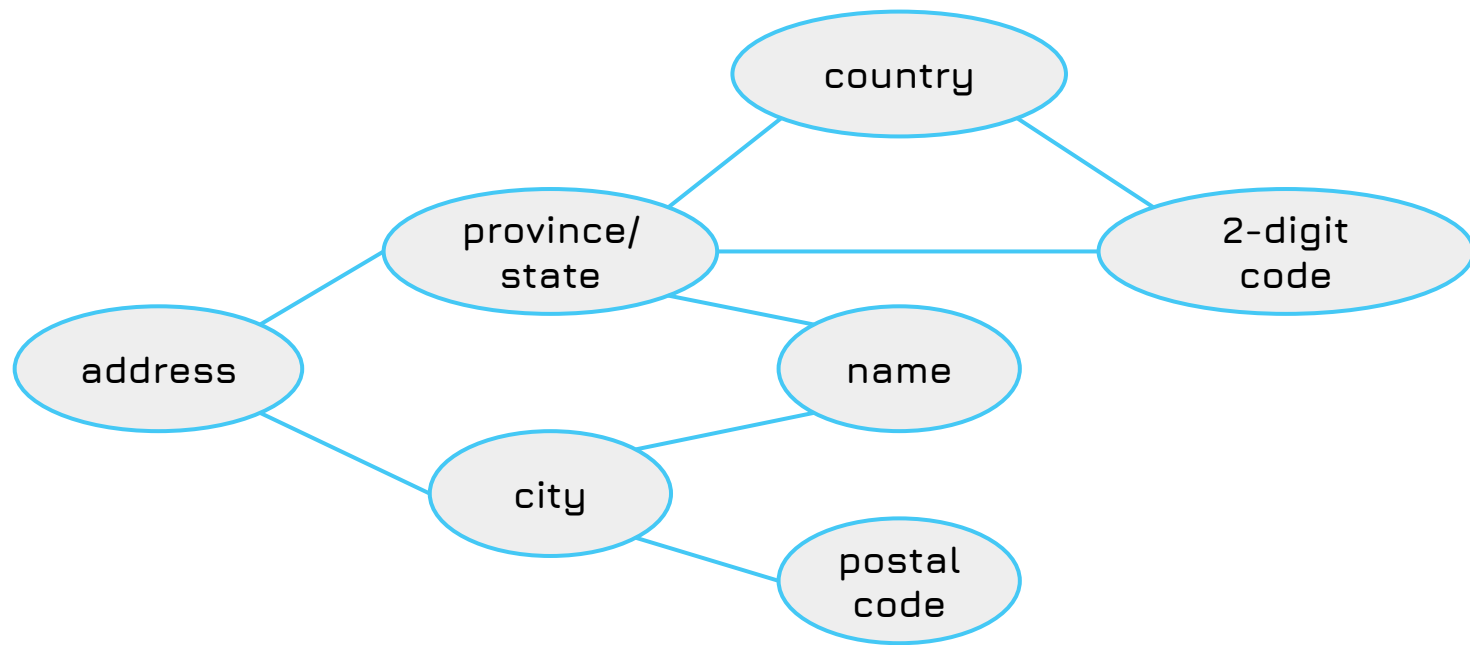 country
province/
state
2-digit
code
address
name
city
postal
code